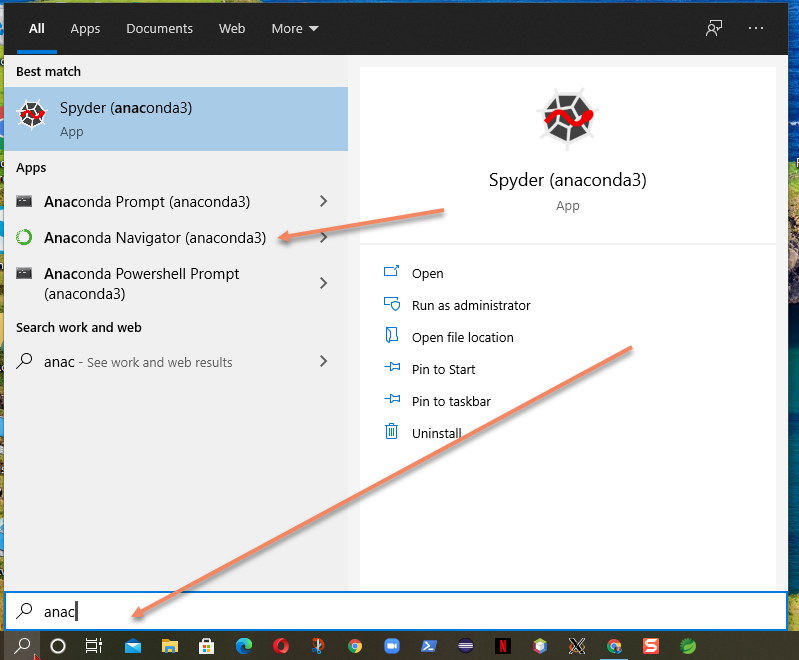 All Apps Documents Web More
Best match
Spyder (anaconda3)
App
Apps
Anaconda Prompt (anaconda3)
Anaconda Navigator (anaconda3)
Anaconda Powershell Prompt
(anaconda3)
Search work and web
anac - See work and web results
Spyder (anaconda3)
App
Open
Run as administrator
Open file location
Pin to Start
Pin to taskbar
Uninstall
anac